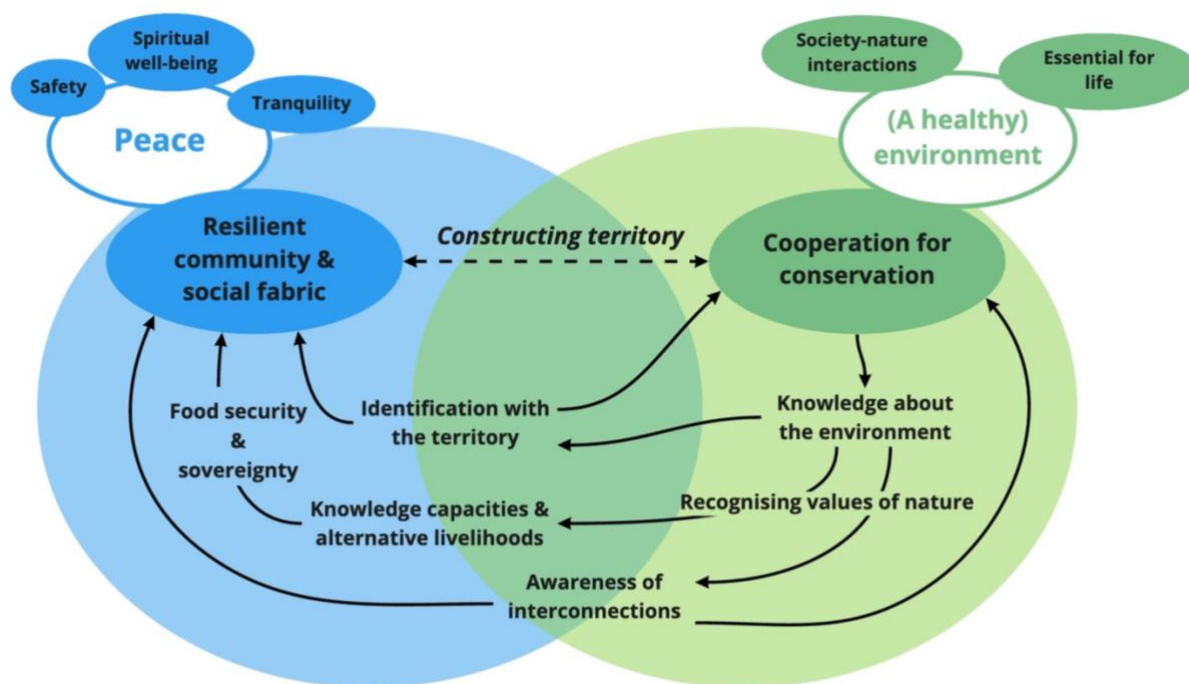 Spiritual
well-being
Safety
Tranquility
Peace
Society-nature
interactions
Essential for
life
(A healthy)
environment
Resilient
community &
social fabric
Constructing territory
Cooperation for
conservation
Food security
&
sovereignty
Identification with
the territory
Knowledge about
the environment
Knowledge capacities &
alternative livelihoods
Recognising values of nature
Awareness of
interconnections